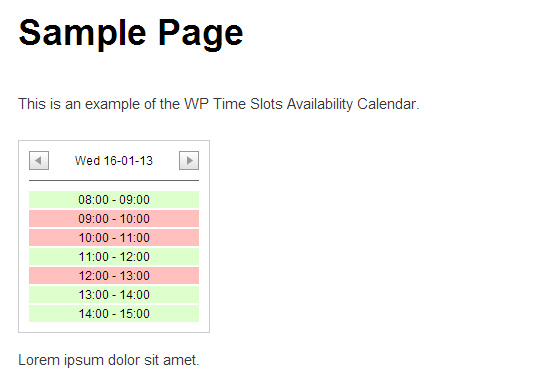 Sample Page
This is an example of the WP Time Slots Availability Calendar.
Wed 16-01-13
08:00 - 09:00
09:00 - 10:00
10:00 - 11:00
11:00 - 12:00
12:00 - 13:00
13:00 - 14:00
14:00 - 15:00
Lorem ipsum dolor sit amet.